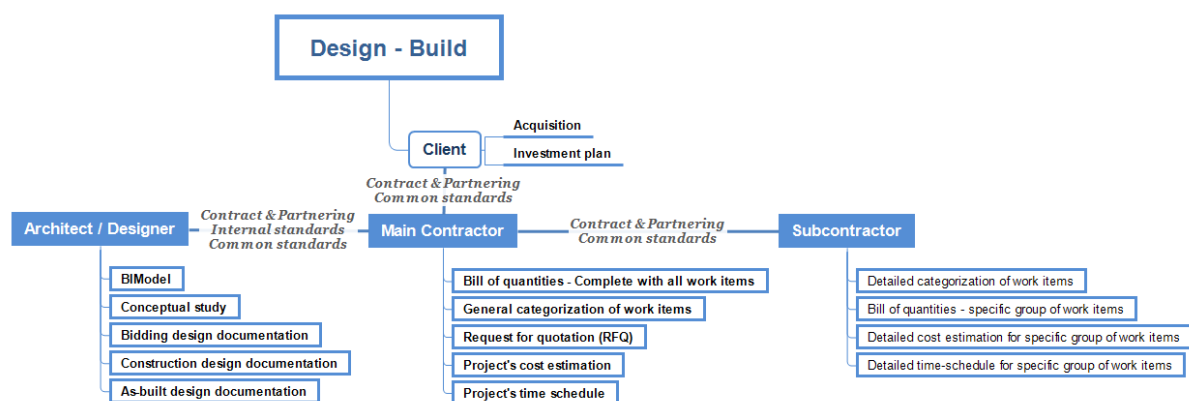 Design - Build
Client
Acquisition
Investment plan
Contract & Partnering
Common standards
Architect / Designer
Contract & Partnering
Internal standards
Common standards
Main Contractor
Contract & Partnering
Common standards
Subcontractor
BIModel
Conceptual study
Bidding design documentation
Construction design documentation
As-built design documentation
Bill of quantities - Complete with all work items
General categorization of work items
Request for quotation (RFQ)
Project's cost estimation
Project's time schedule
Detailed categorization of work items
Bill of quantities - specific group of work items
Detailed cost estimation for specific group of work items
Detailed time-schedule for specific group of work items